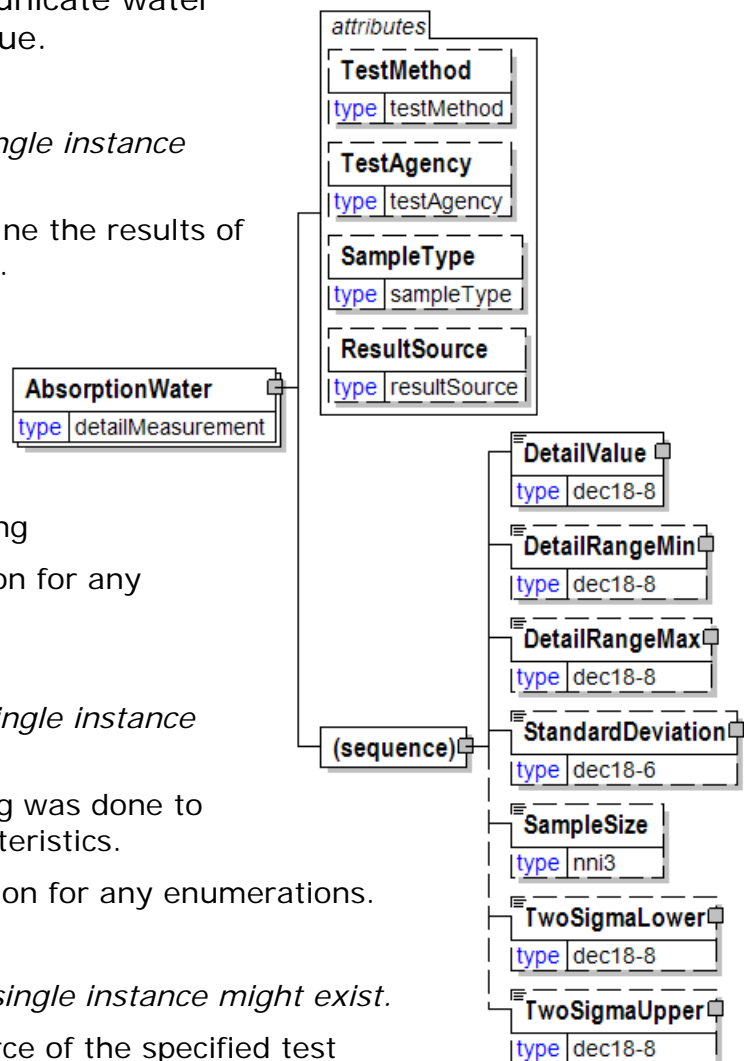 unicate water
ue.
ngle instance
ine the results of
.
ng
on for any
ingle instance
g was done to
teristics.
on for any enumerations.
single instance might exist.
rce of the specified test
AbsorptionWater
type detailMeasurement
attributes
TestMethod
type testMethod
TestAgency
type testAgency
SampleType
type sampleType
ResultSource
type resultSource
(sequence)
DetailValue
type dec18-8
DetailRangeMin
type dec18-8
DetailRangeMax
type dec18-8
StandardDeviation
type dec18-6
SampleSize
type nni3
TwoSigmaLower
type dec18-8
TwoSigmaUpper
type dec18-8